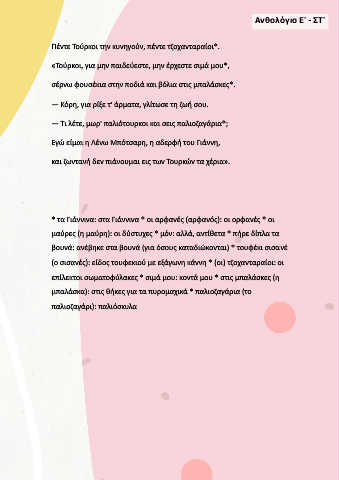 Ανθολόγιο Ε΄ - ΣΤ΄
Πέντε Τούρκοι την κυνηγούν, πέντε τζοχανταραίοι*.
«Τούρκοι, για μην παιδεύεστε, μην έρχεστε σιμά μου*,
σέρνω φουσέκια στην ποδιά και βόλια στις μπαλάσκες*.
— Κόρη, για ρίξε τ' άρματα, γλίτωσε τη ζωή σου.
— Τι λέτε, μωρ' παλιότουρκοι και σεις παλιοζαγάρια*;
Εγώ είμαι η Λένω Μπότσαρη, η αδερφή του Γιάννη,
και ζωντανή δεν πιάνουμαι εις των Τουρκών τα χέρια».
* τα Γιάννινα: στα Γιάννινα * οι αρφανές (αρφανός): οι ορφανές * οι
μαύρες (η μαύρη): οι δύστυχες * μόν: αλλά, αντίθετα * πήρε δίπλα τα
βουνά: ανέβηκε στα βουνά (για όσους καταδιώκονται) * τουφέκι σισανέ
(ο σισανές): είδος τουφεκιού με εξάγωνη κάννη * (οι) τζοχανταραίοι: οι
επίλεκτοι σωματοφύλακες * σιμά μου: κοντά μου * στις μπαλάσκες (η
μπαλάσκα): στις θήκες για τα πυρομαχικά * παλιοζαγάρια (το
παλιοζαγάρι): παλιόσκυλα